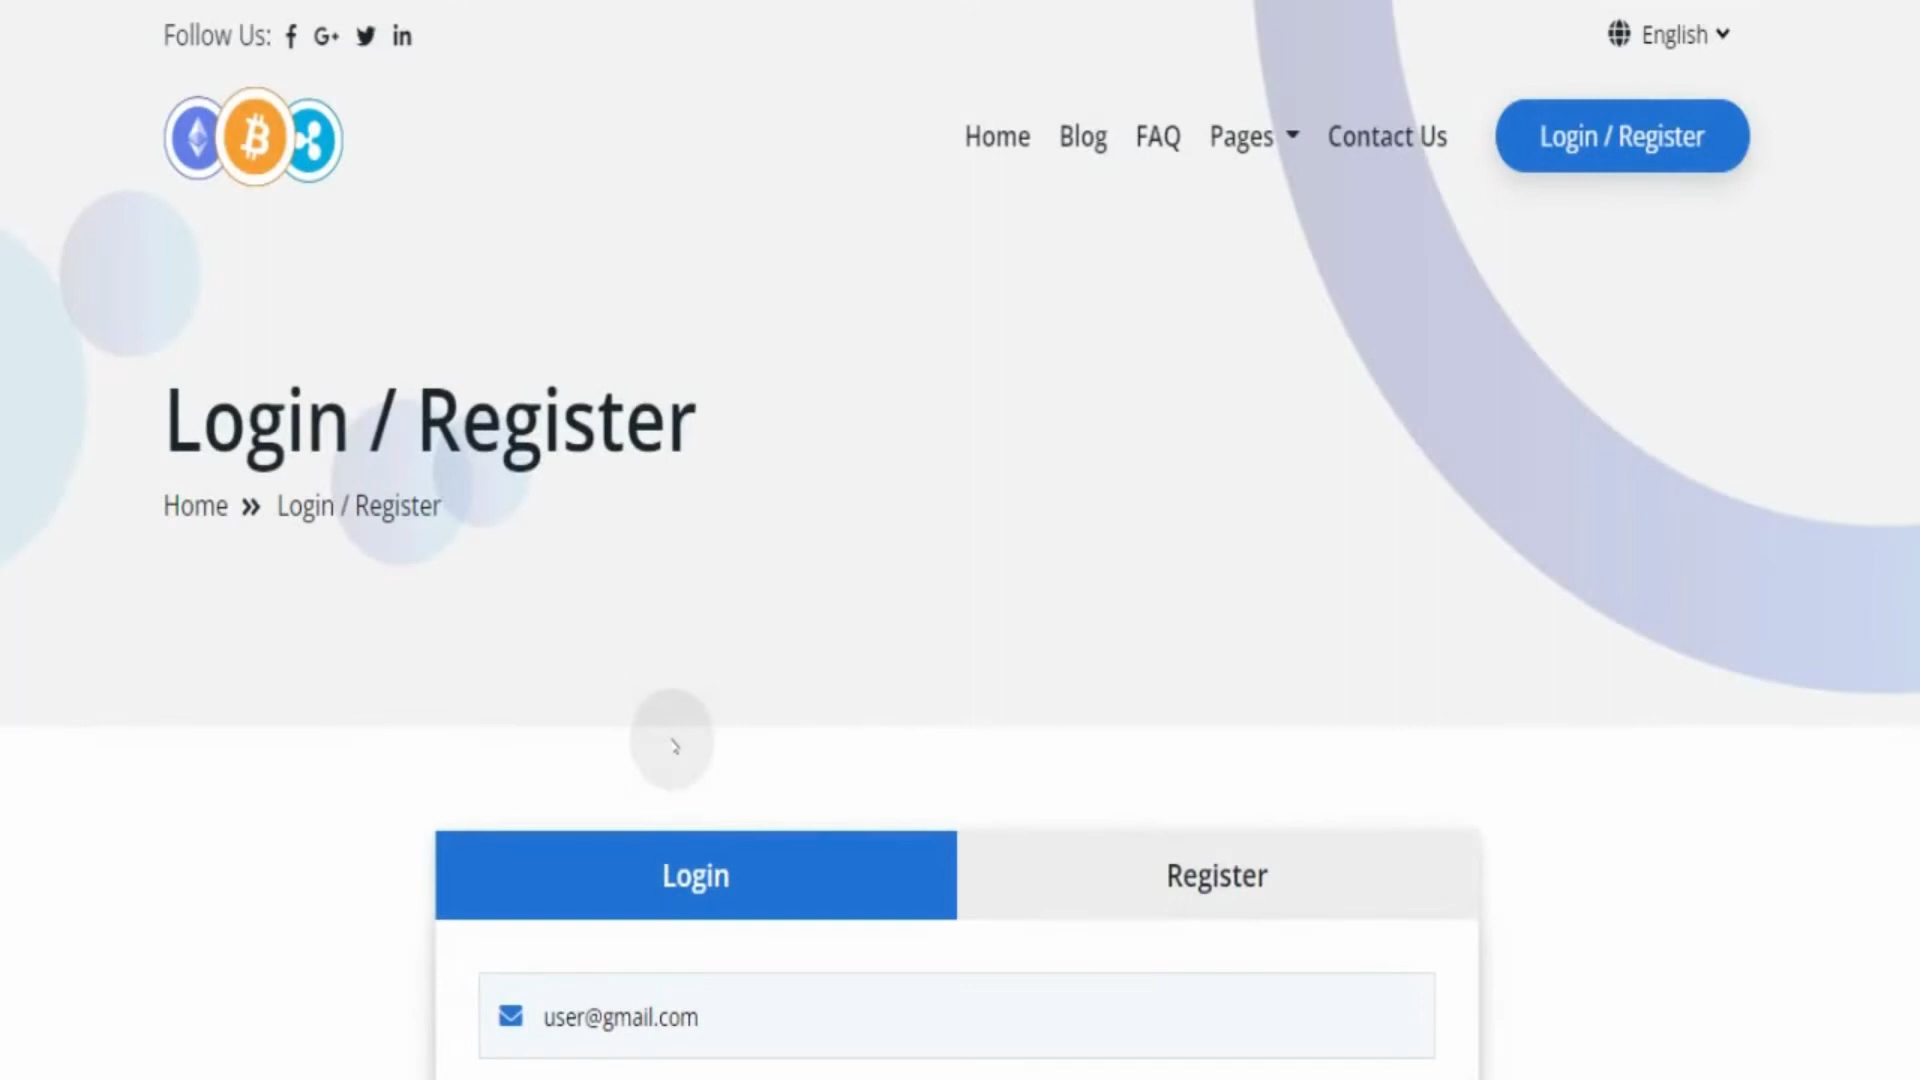 Follow Us:
English
Home Blog FAQ Pages Contact Us Login / Register
Login / Register
Home » Login / Register
Login Register
user@gmail.com